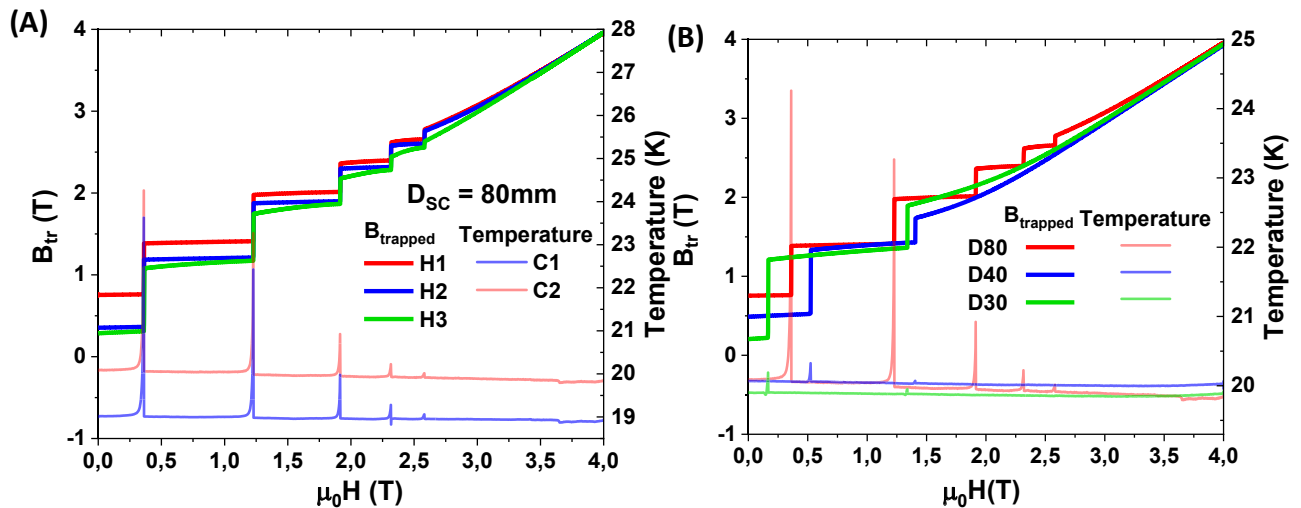 (A)
4
3
2
1
0
-1
B_tr (T)
28
27
26
25
24
23
22
21
20
19
Temperature (K)
D_SC = 80mm
B_trapped Temperature
H1 C1
H2 C2
H3
0,0 0,5 1,0 1,5 2,0 2,5 3,0 3,5 4,0
μ₀H (T)
(B)
4
3
2
1
0
-1
B_tr (T)
25
24
23
22
21
20
Temperature (K)
B_trapped Temperature
D80
D40
D30
0,0 0,5 1,0 1,5 2,0 2,5 3,0 3,5 4,0
μ₀H(T)